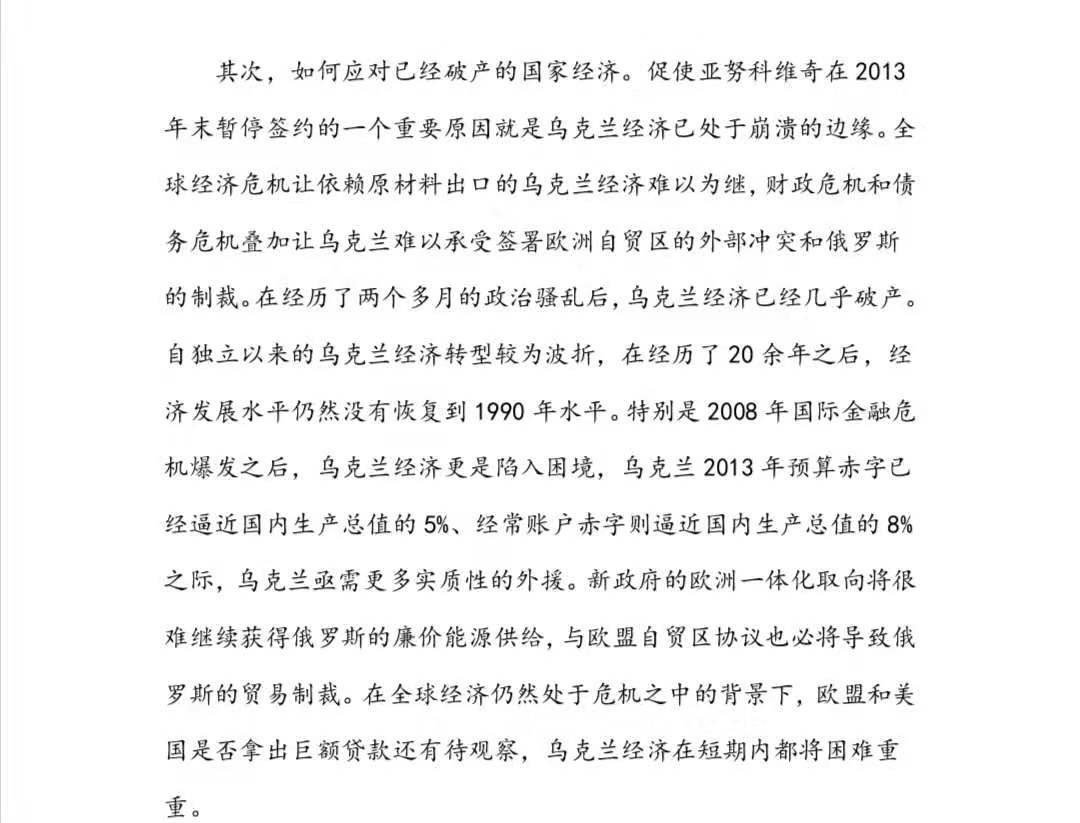 其次，如何应对已经破产的国家经济。促使亚努科维奇在 2013
年末暂停签约的一个重要原因就是乌克兰经济已处于崩溃的边缘。全
球经济危机让依赖原材料出口的乌克兰经济难以为继，财政危机和债
务危机叠加让乌克兰难以承受签署欧洲自贸区的外部冲突和俄罗斯
的制裁。在经历了两个多月的政治骚乱后，乌克兰经济已经几乎破产。
自独立以来的乌克兰经济转型较为波折，在经历了 20 余年之后，经
济发展水平仍然没有恢复到 1990 年水平。特别是 2008 年国际金融危
机爆发之后，乌克兰经济更是陷入困境，乌克兰 2013 年预算赤字已
经逼近国内生产总值的 5%、经常账户赤字则逼近国内生产总值的 8%
之际，乌克兰亟需更多实质性的外援。新政府的欧洲一体化取向将很
难继续获得俄罗斯的廉价能源供给，与欧盟自贸区协议也必将导致俄
罗斯的贸易制裁。在全球经济仍然处于危机之中的背景下，欧盟和美
国是否拿出巨额贷款还有待观察，乌克兰经济在短期内都将困难重
重。